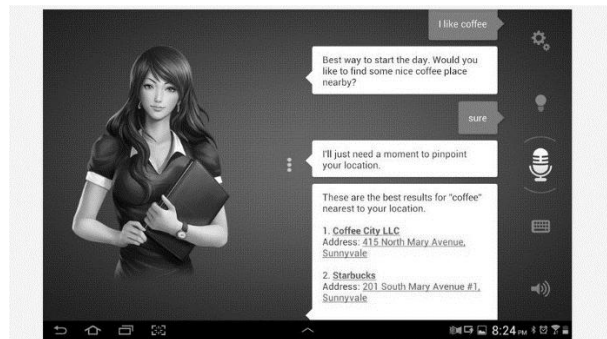 I like coffee
Best way to start the day. Would you
like to find some nice coffee place
nearby?
sure
I'll just need a moment to pinpoint
your location.
These are the best results for "coffee"
nearest to your location.
1. Coffee City LLC
Address: 415 North Mary Avenue,
Sunnyvale
2. Starbucks
Address: 201 South Mary Avenue #1,
Sunnyvale
8:24 PM